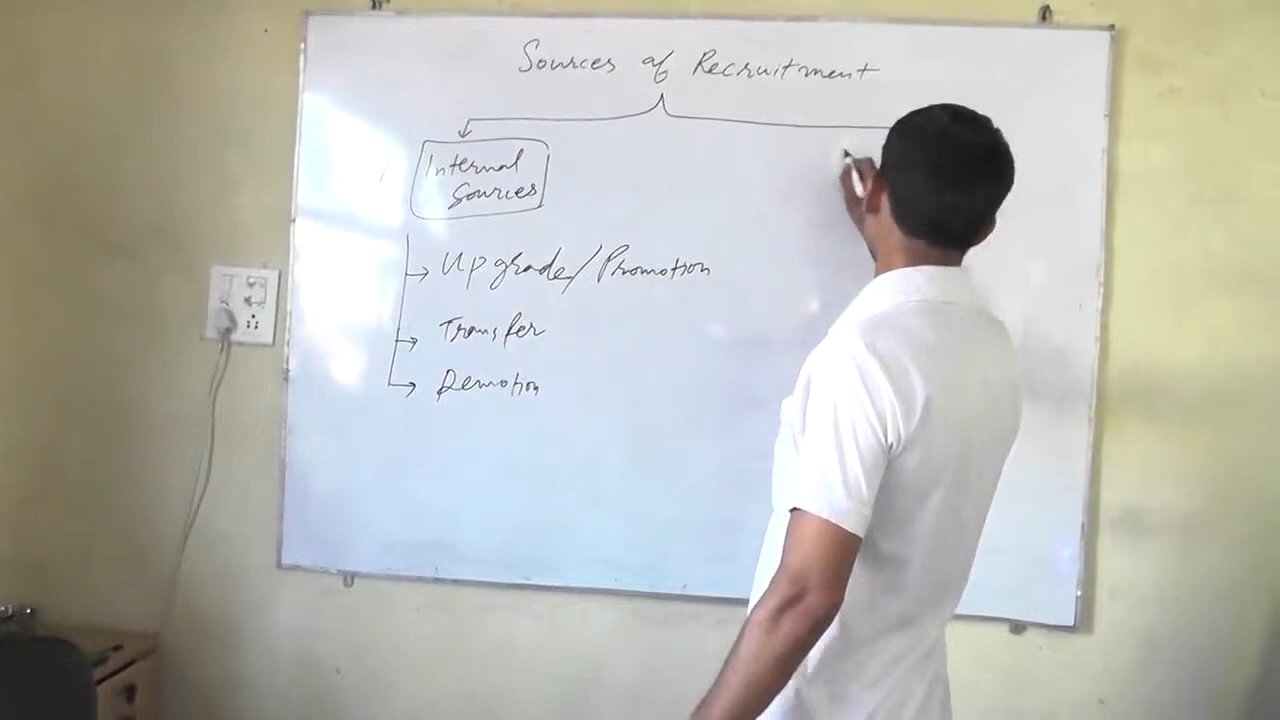 Sources of Recruitment
Internal
Sources
Upgrade/Promotion
Transfer
Demotion